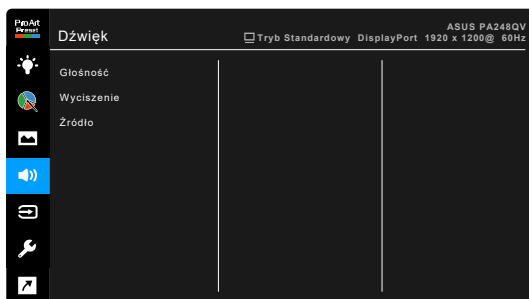 ProArt
Preset
Dźwięk
ASUS PA248QV
Tryb Standardowy DisplayPort 1920 x 1200@ 60Hz
Głośność
Wyciszenie
Źródło